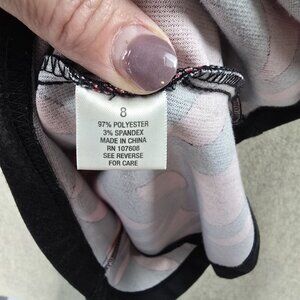 8
97% POLYESTER
3% SPANDEX
MADE IN CHINA
RN 107608
SEE REVERSE
FOR CARE